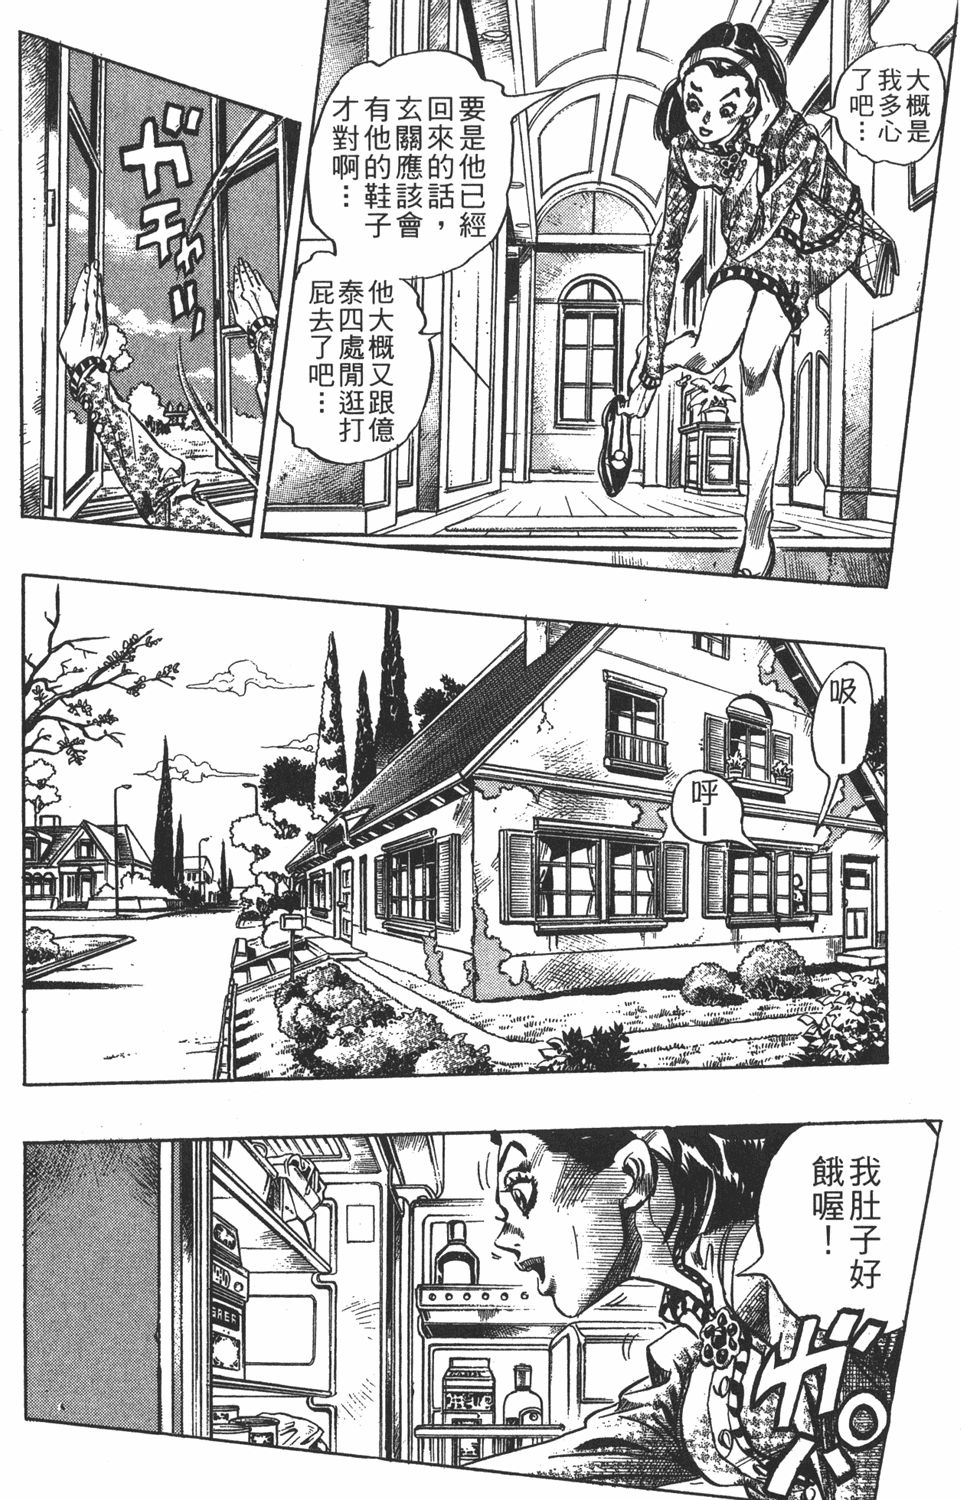 大概是
我多心
了吧…
要是他已經
回來的話，
玄關應該會
有他的鞋子
才對啊…
他大概又跟億
泰四處閒逛打
屁去了吧…
ガチャッ
吸——
呼—
我肚子好
餓喔！
ガパ